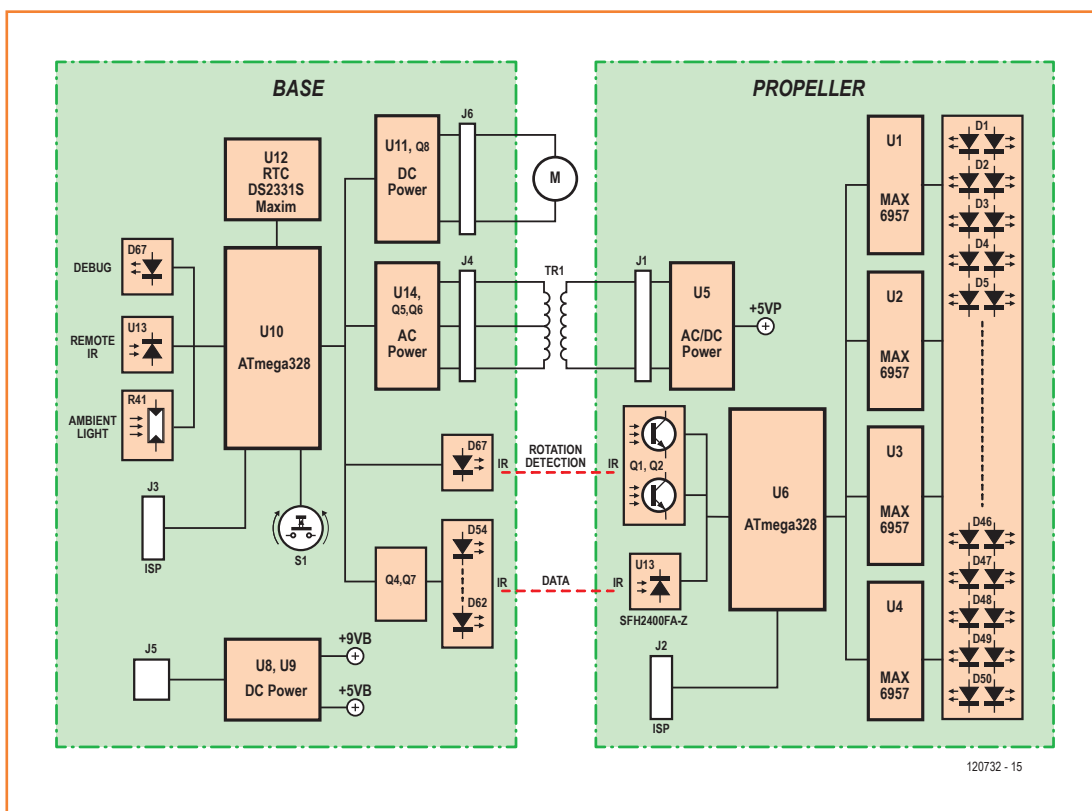 BASE
U12
RTC
DS2331S
Maxim
D67
DEBUG
U13
REMOTE
IR
R41
AMBIENT
LIGHT
U10
ATmega328
J3
ISP
S1
U11, Q8
DC
Power
J6
M
U14,
Q5,Q6
AC
Power
J4
TR1
D67
IR
ROTATION
DETECTION
IR
Q4,Q7
D54
D62
IR
DATA
IR
J5
U8, U9
DC Power
+9VB
+5VB
PROPELLER
J1
U5
AC/DC
Power
+5VP
Q1, Q2
U13
SFH2400FA-Z
U6
ATmega328
J2
ISP
U1
MAX
6957
U2
MAX
6957
U3
MAX
6957
U4
MAX
6957
D1
D2
D3
D4
D5
D46
D47
D48
D49
D50
120732 - 15